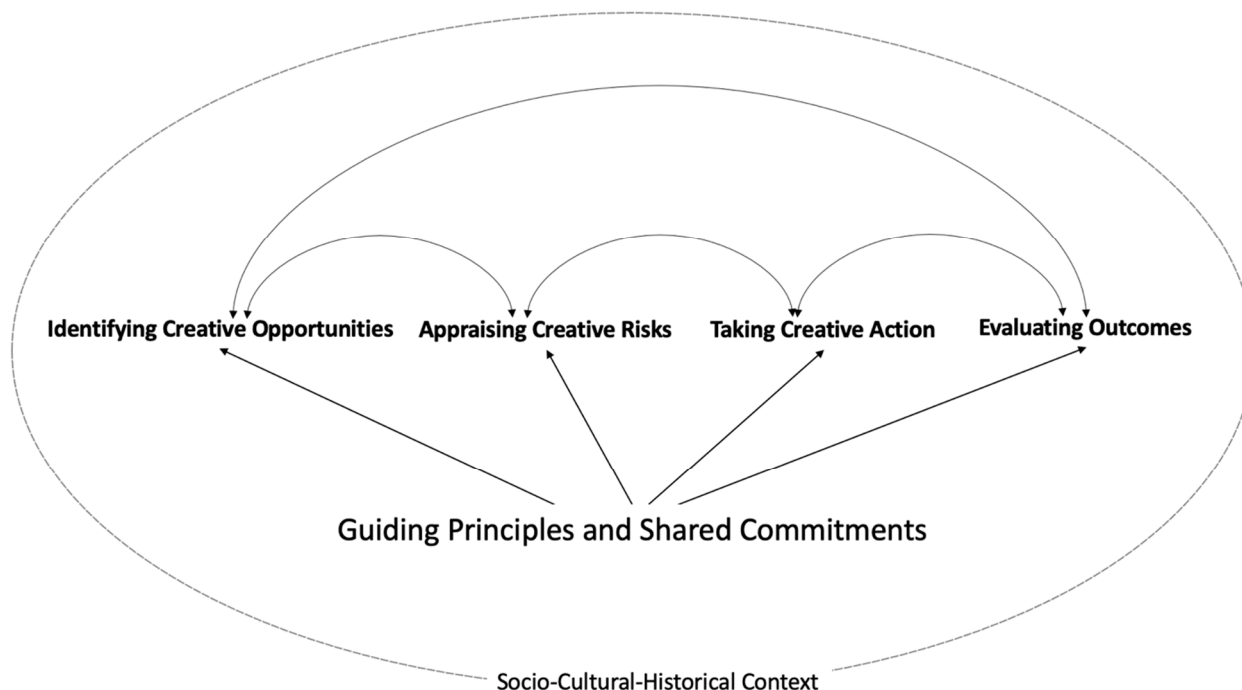 Identifying Creative Opportunities
Appraising Creative Risks
Taking Creative Action
Evaluating Outcomes
Guiding Principles and Shared Commitments
Socio-Cultural-Historical Context